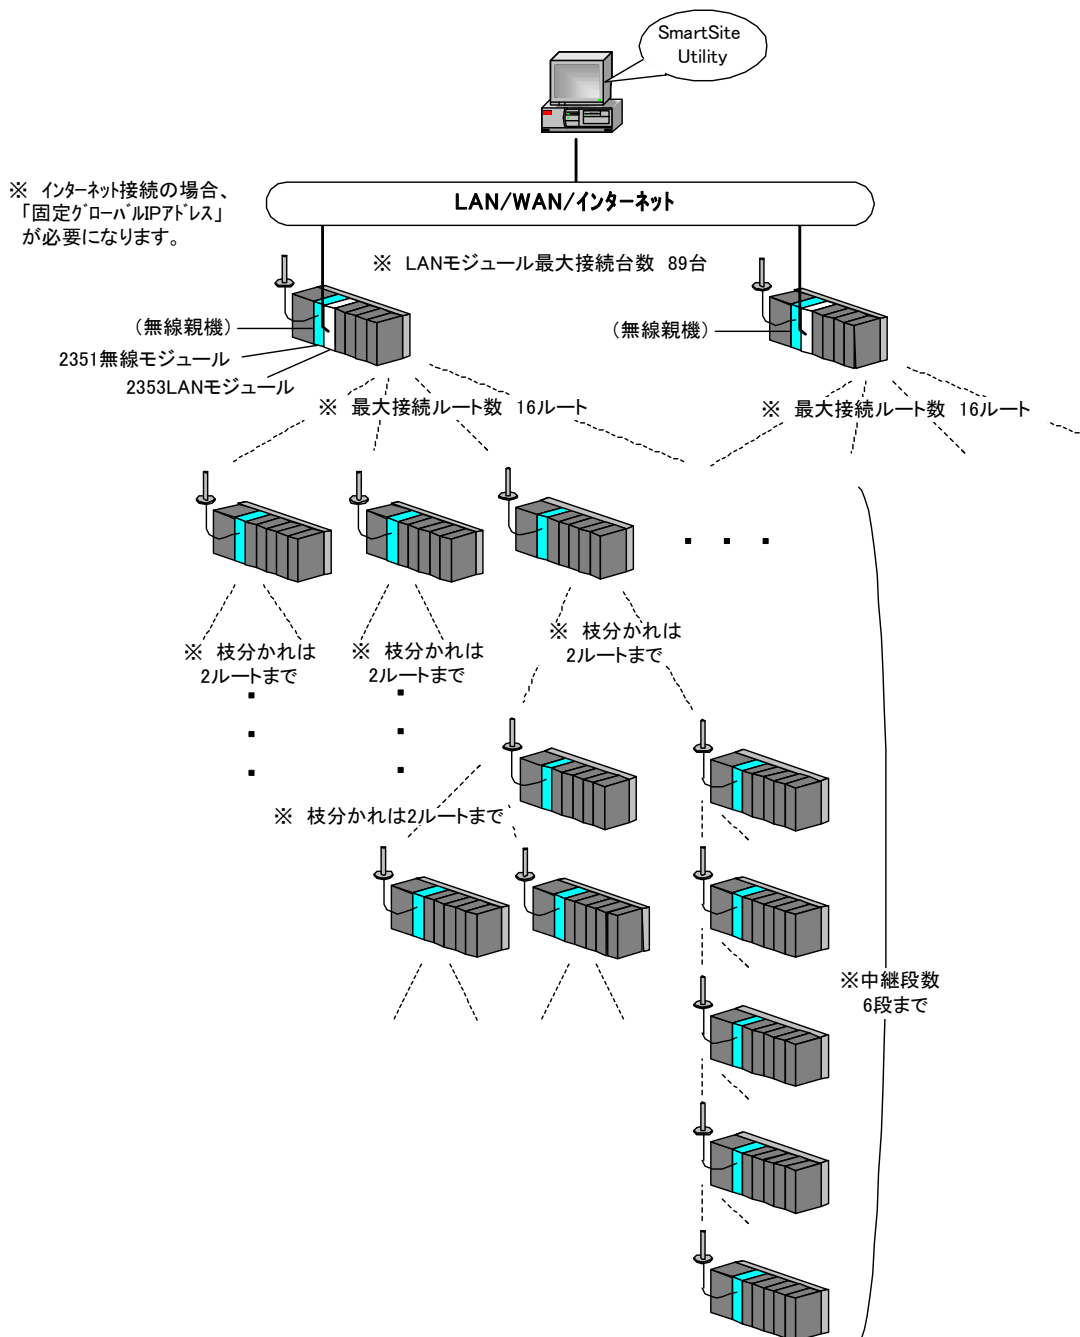 SmartSite
Utility
※ インターネット接続の場合、
「固定グローバルIPアドレス」
が必要になります。
LAN/WAN/インターネット
※ LANモジュール最大接続台数 89台
(無線親機)
2351無線モジュール
2353LANモジュール
(無線親機)
※ 最大接続ルート数 16ルート
※ 最大接続ルート数 16ルート
※ 枝分かれは
2ルートまで
※ 枝分かれは
2ルートまで
※ 枝分かれは
2ルートまで
※ 枝分かれは2ルートまで
※中継段数
6段まで